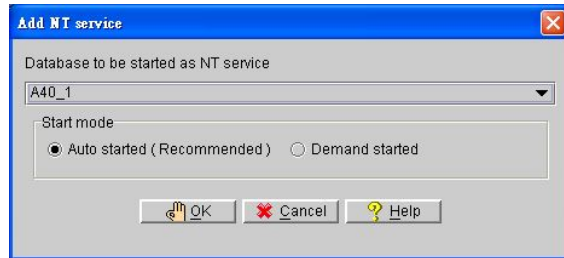 Add NT service
Database to be started as NT service
A40_1
Start mode
Auto started ( Recommended ) Demand started
OK Cancel Help